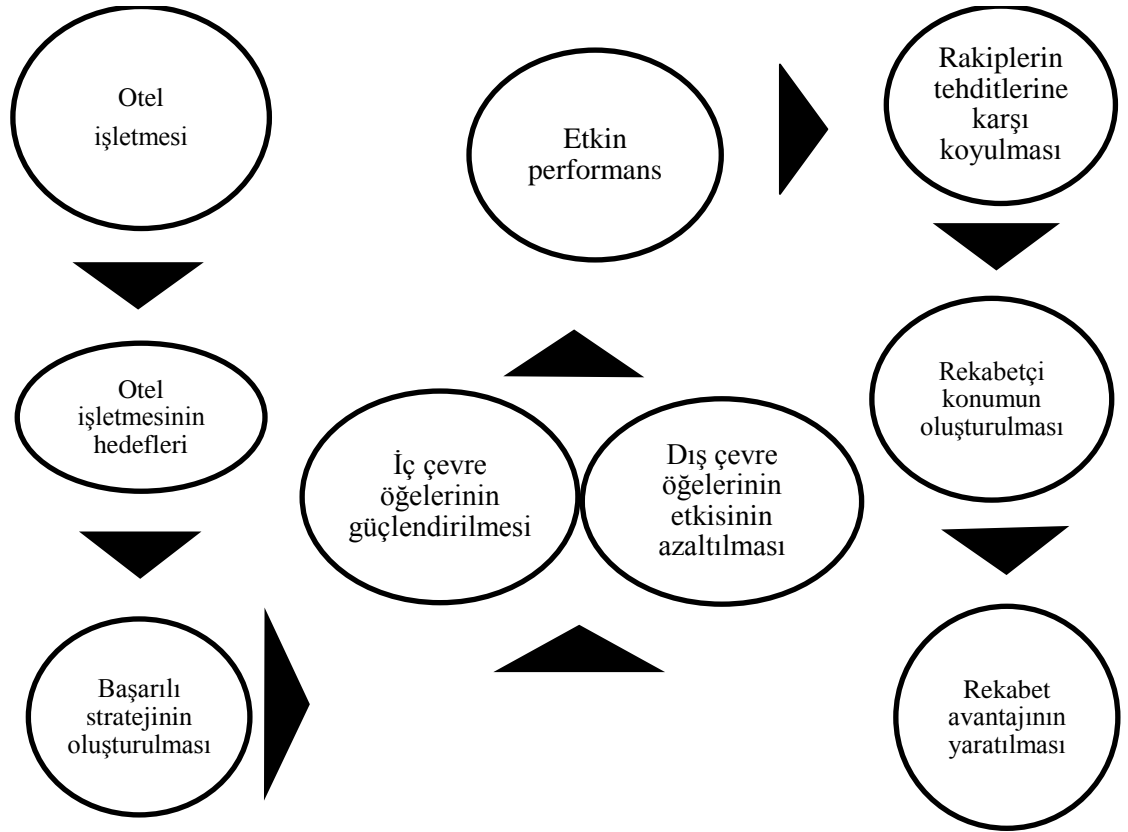 Otel
işletmesi
Otel
işletmesinin
hedefleri
Başarılı
stratejinin
oluşturulması
İç çevre
öğelerinin
güçlendirilmesi
Dış çevre
öğelerinin
etkisinin
azaltılması
Etkin
performans
Rakiplerin
tehditlerine
karşı
koyulması
Rekabetçi
konumun
oluşturulması
Rekabet
avantajının
yaratılması